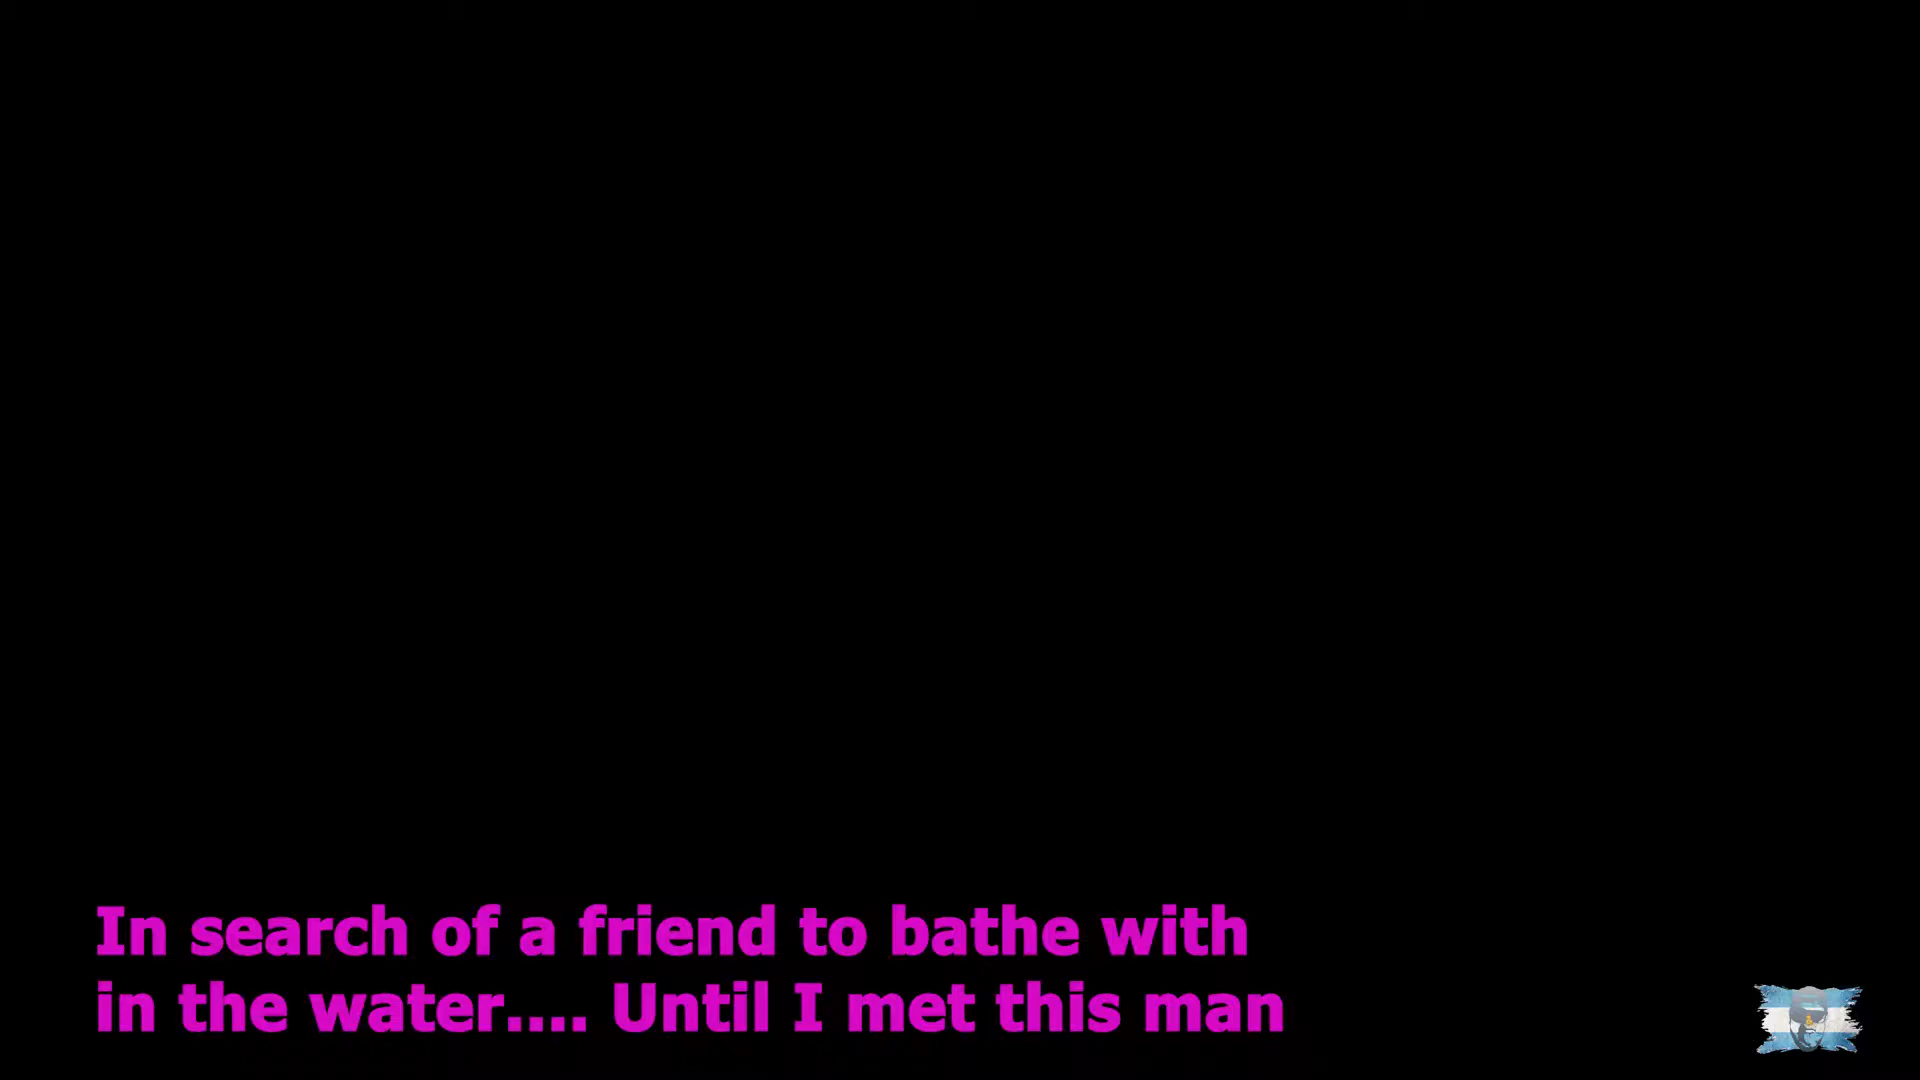 In search of a friend to bathe with
in the water.... Until I met this man